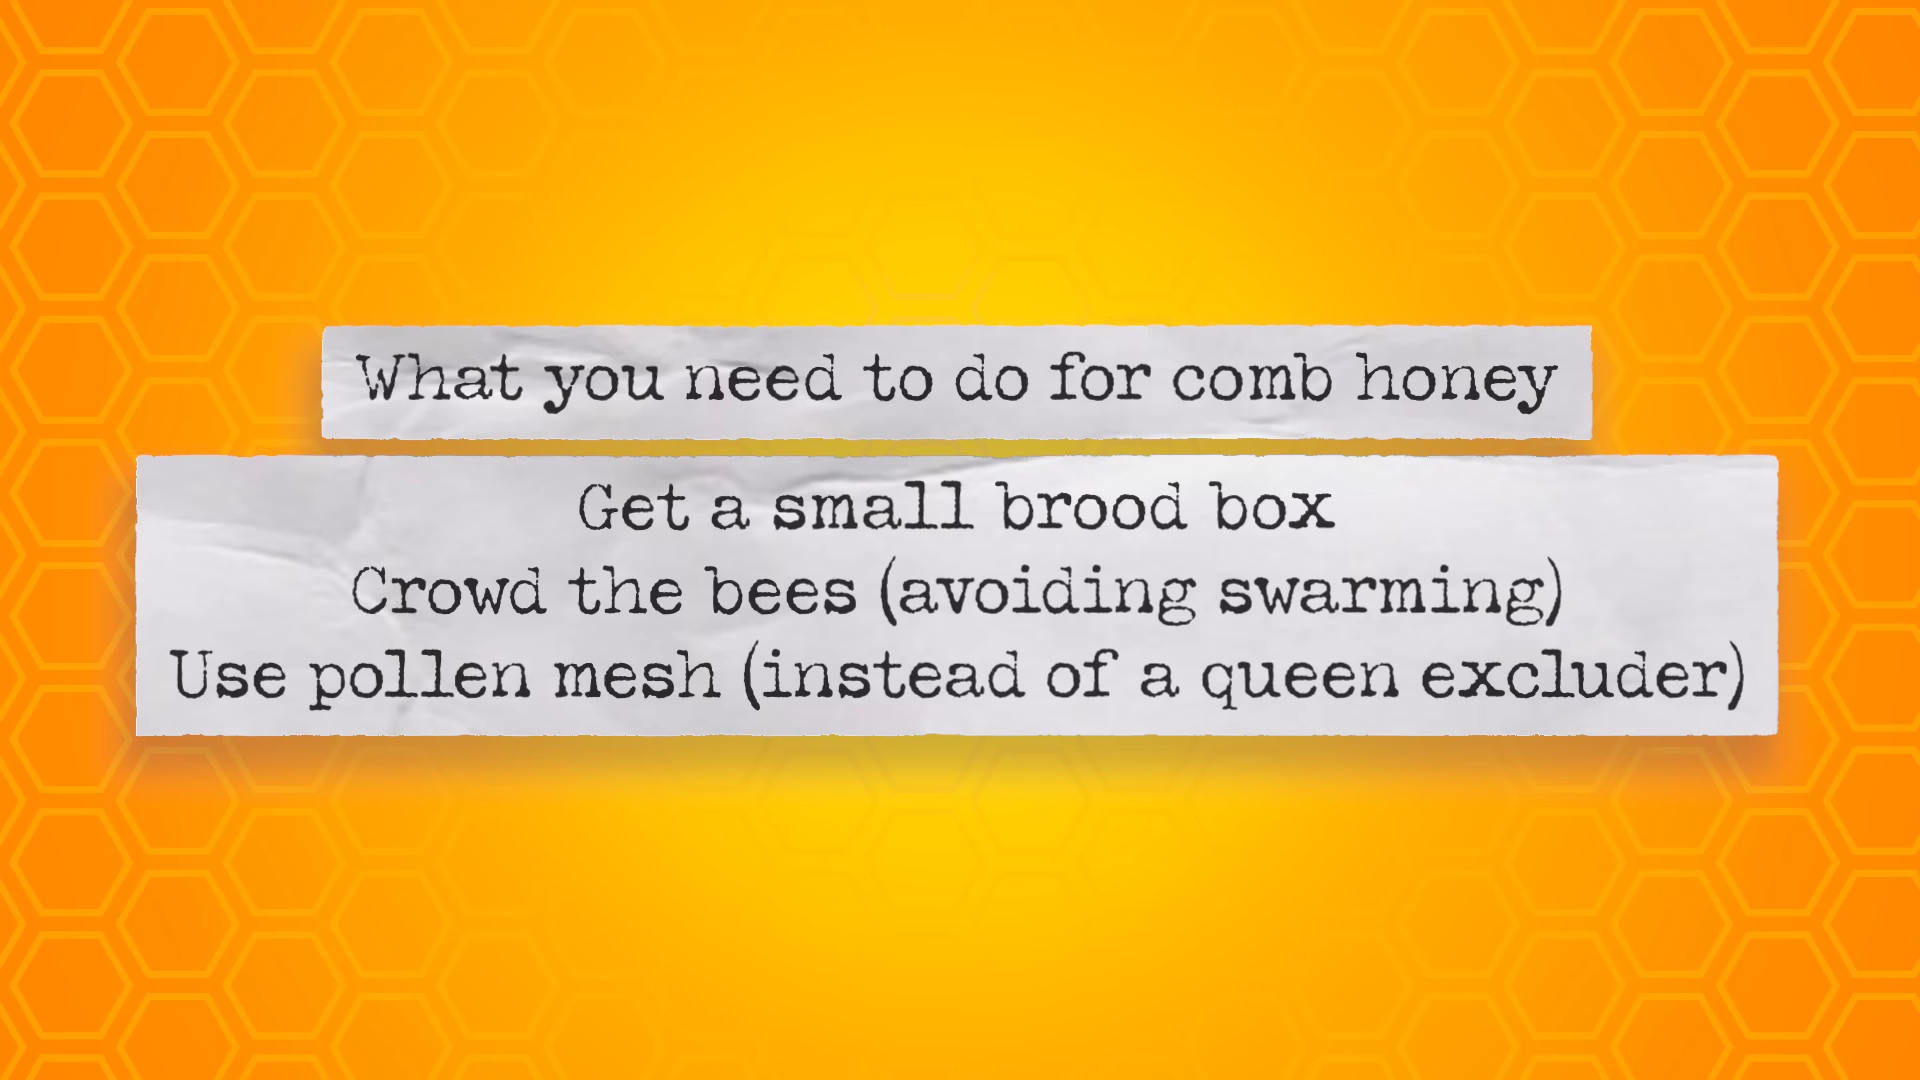 What you need to do for comb honey
Get a small brood box
Crowd the bees (avoiding swarming)
Use pollen mesh (instead of a queen excluder)